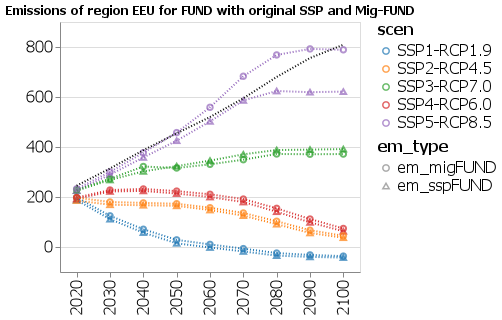 Emissions of region EEU for FUND with original SSP and Mig-FUND
800
600
400
200
0
2020
2030
2040
2050
2060
2070
2080
2090
2100
scen
SSP1-RCP1.9
SSP2-RCP4.5
SSP3-RCP7.0
SSP4-RCP6.0
SSP5-RCP8.5
em_type
em_migFUND
em_sspFUND